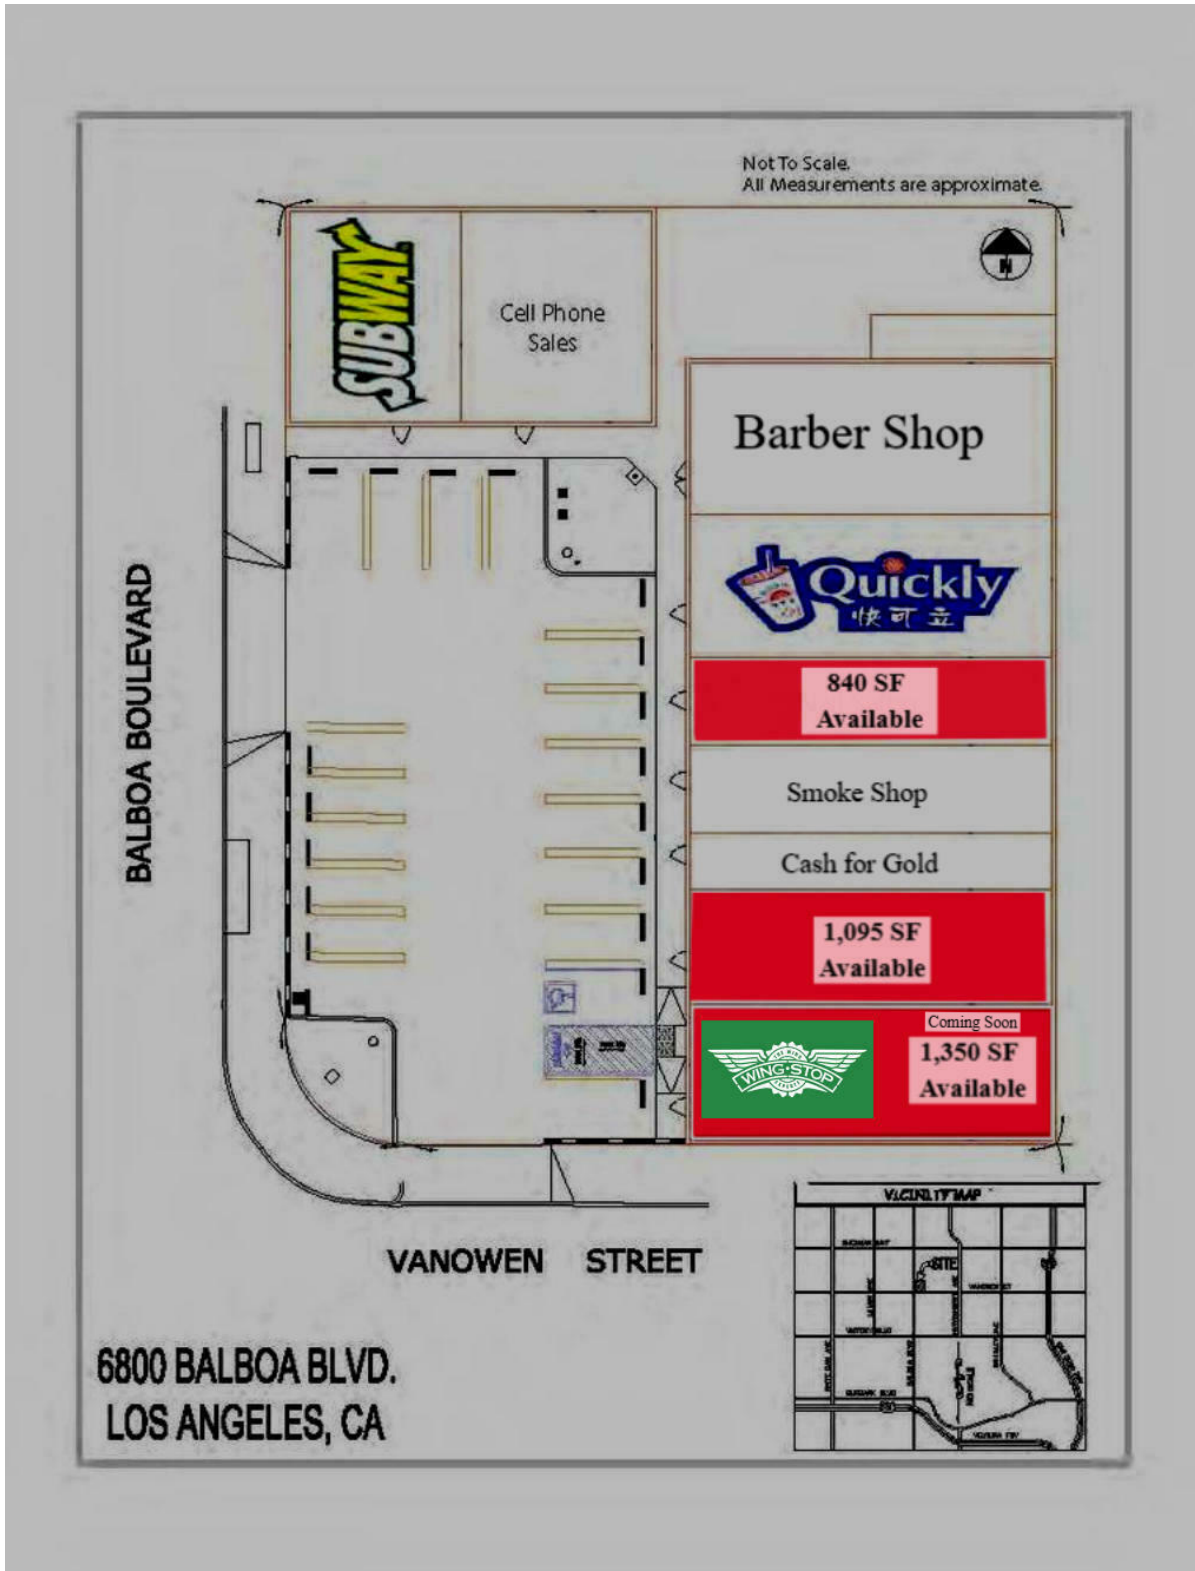 Not To Scale.
All Measurements are approximate.
N
SUBWAY
Cell Phone
Sales
Barber Shop
Quickly
快可立
840 SF
Available
Smoke Shop
Cash for Gold
1,095 SF
Available
Coming Soon
1,350 SF
Available
WING·STOP
BALBOA BOULEVARD
VANOWEN STREET
6800 BALBOA BLVD.
LOS ANGELES, CA
VICINITY MAP
SITE